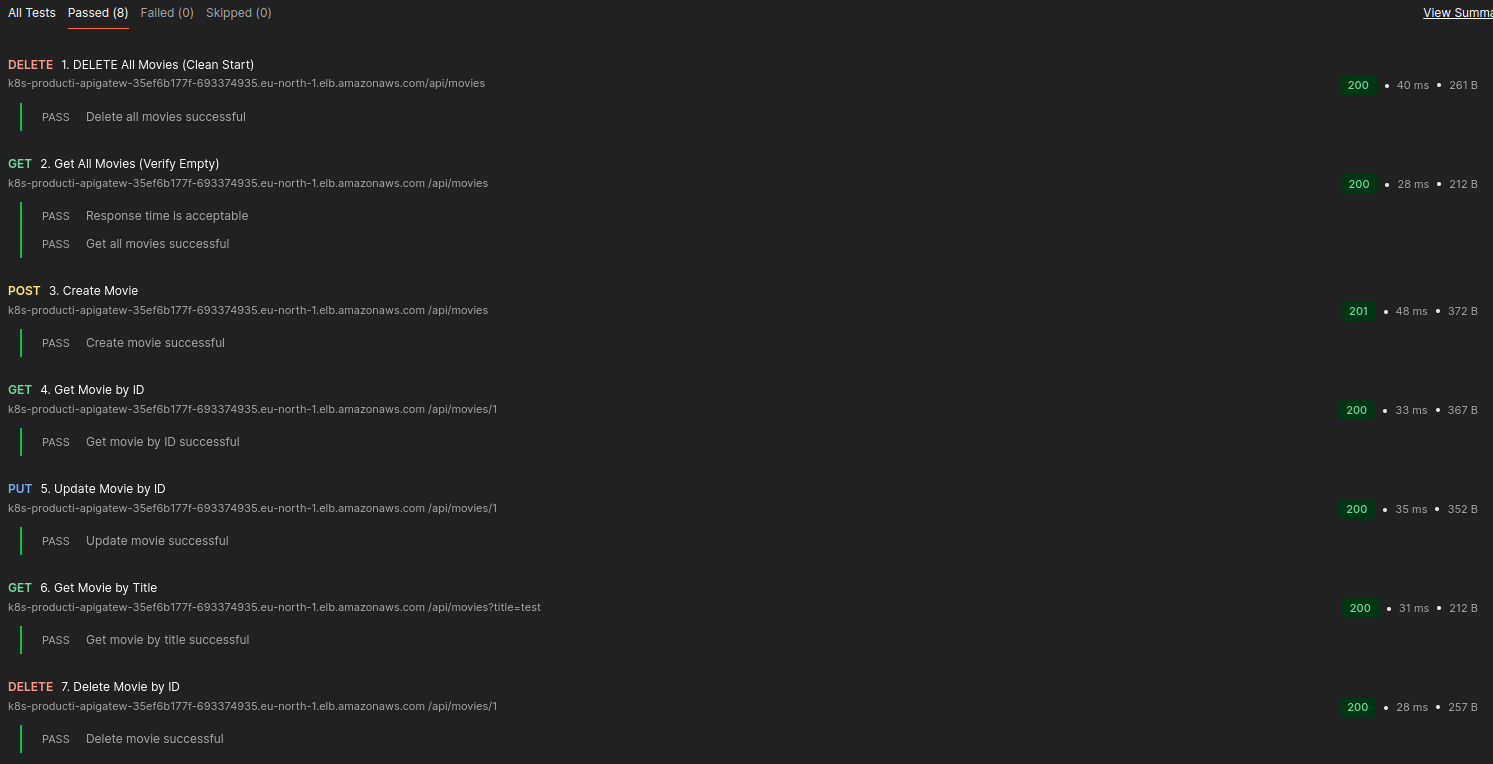 All Tests Passed (8) Failed (0) Skipped (0) View Summa
DELETE 1. DELETE All Movies (Clean Start)
k8s-producti-apigatew-35ef6b177f-693374935.eu-north-1.elb.amazonaws.com/api/movies
200 • 40 ms • 261 B
PASS Delete all movies successful
GET 2. Get All Movies (Verify Empty)
k8s-producti-apigatew-35ef6b177f-693374935.eu-north-1.elb.amazonaws.com /api/movies
200 • 28 ms • 212 B
PASS Response time is acceptable
PASS Get all movies successful
POST 3. Create Movie
k8s-producti-apigatew-35ef6b177f-693374935.eu-north-1.elb.amazonaws.com /api/movies
201 • 48 ms • 372 B
PASS Create movie successful
GET 4. Get Movie by ID
k8s-producti-apigatew-35ef6b177f-693374935.eu-north-1.elb.amazonaws.com /api/movies/1
200 • 33 ms • 367 B
PASS Get movie by ID successful
PUT 5. Update Movie by ID
k8s-producti-apigatew-35ef6b177f-693374935.eu-north-1.elb.amazonaws.com /api/movies/1
200 • 35 ms • 352 B
PASS Update movie successful
GET 6. Get Movie by Title
k8s-producti-apigatew-35ef6b177f-693374935.eu-north-1.elb.amazonaws.com /api/movies?title=test
200 • 31 ms • 212 B
PASS Get movie by title successful
DELETE 7. Delete Movie by ID
k8s-producti-apigatew-35ef6b177f-693374935.eu-north-1.elb.amazonaws.com /api/movies/1
200 • 28 ms • 257 B
PASS Delete movie successful